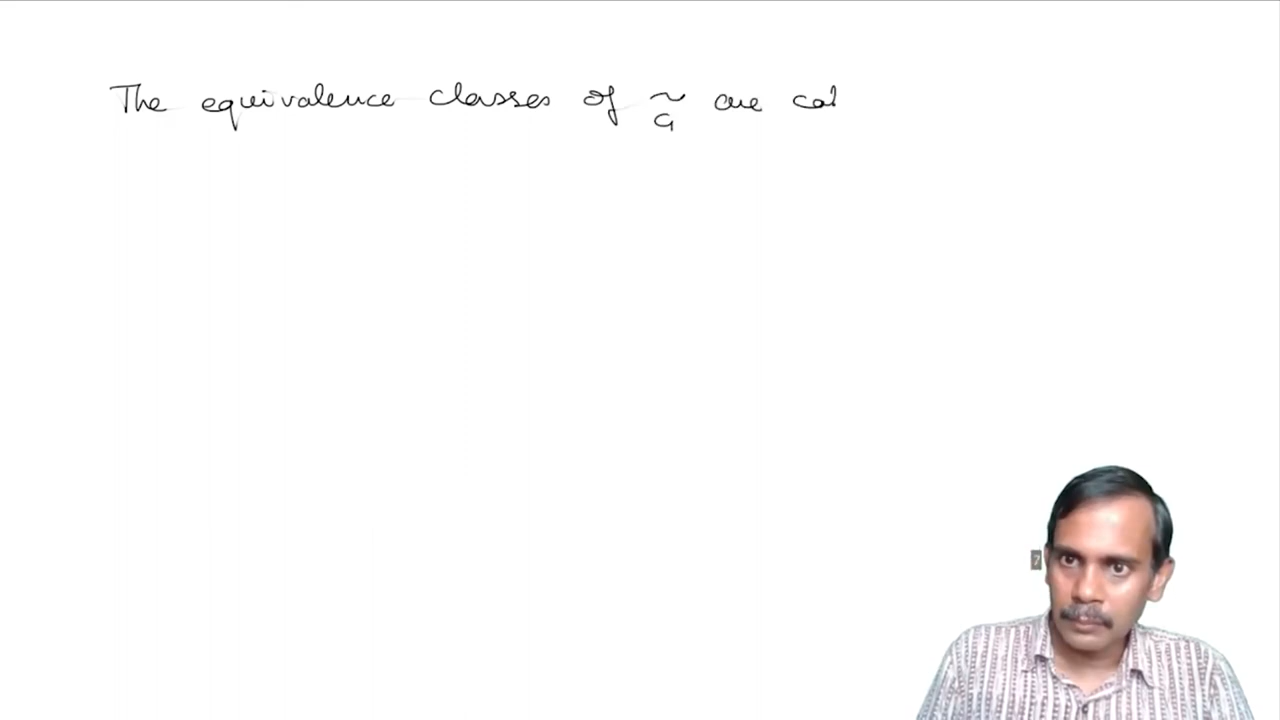 The equivalence classes of ~ are cal
G